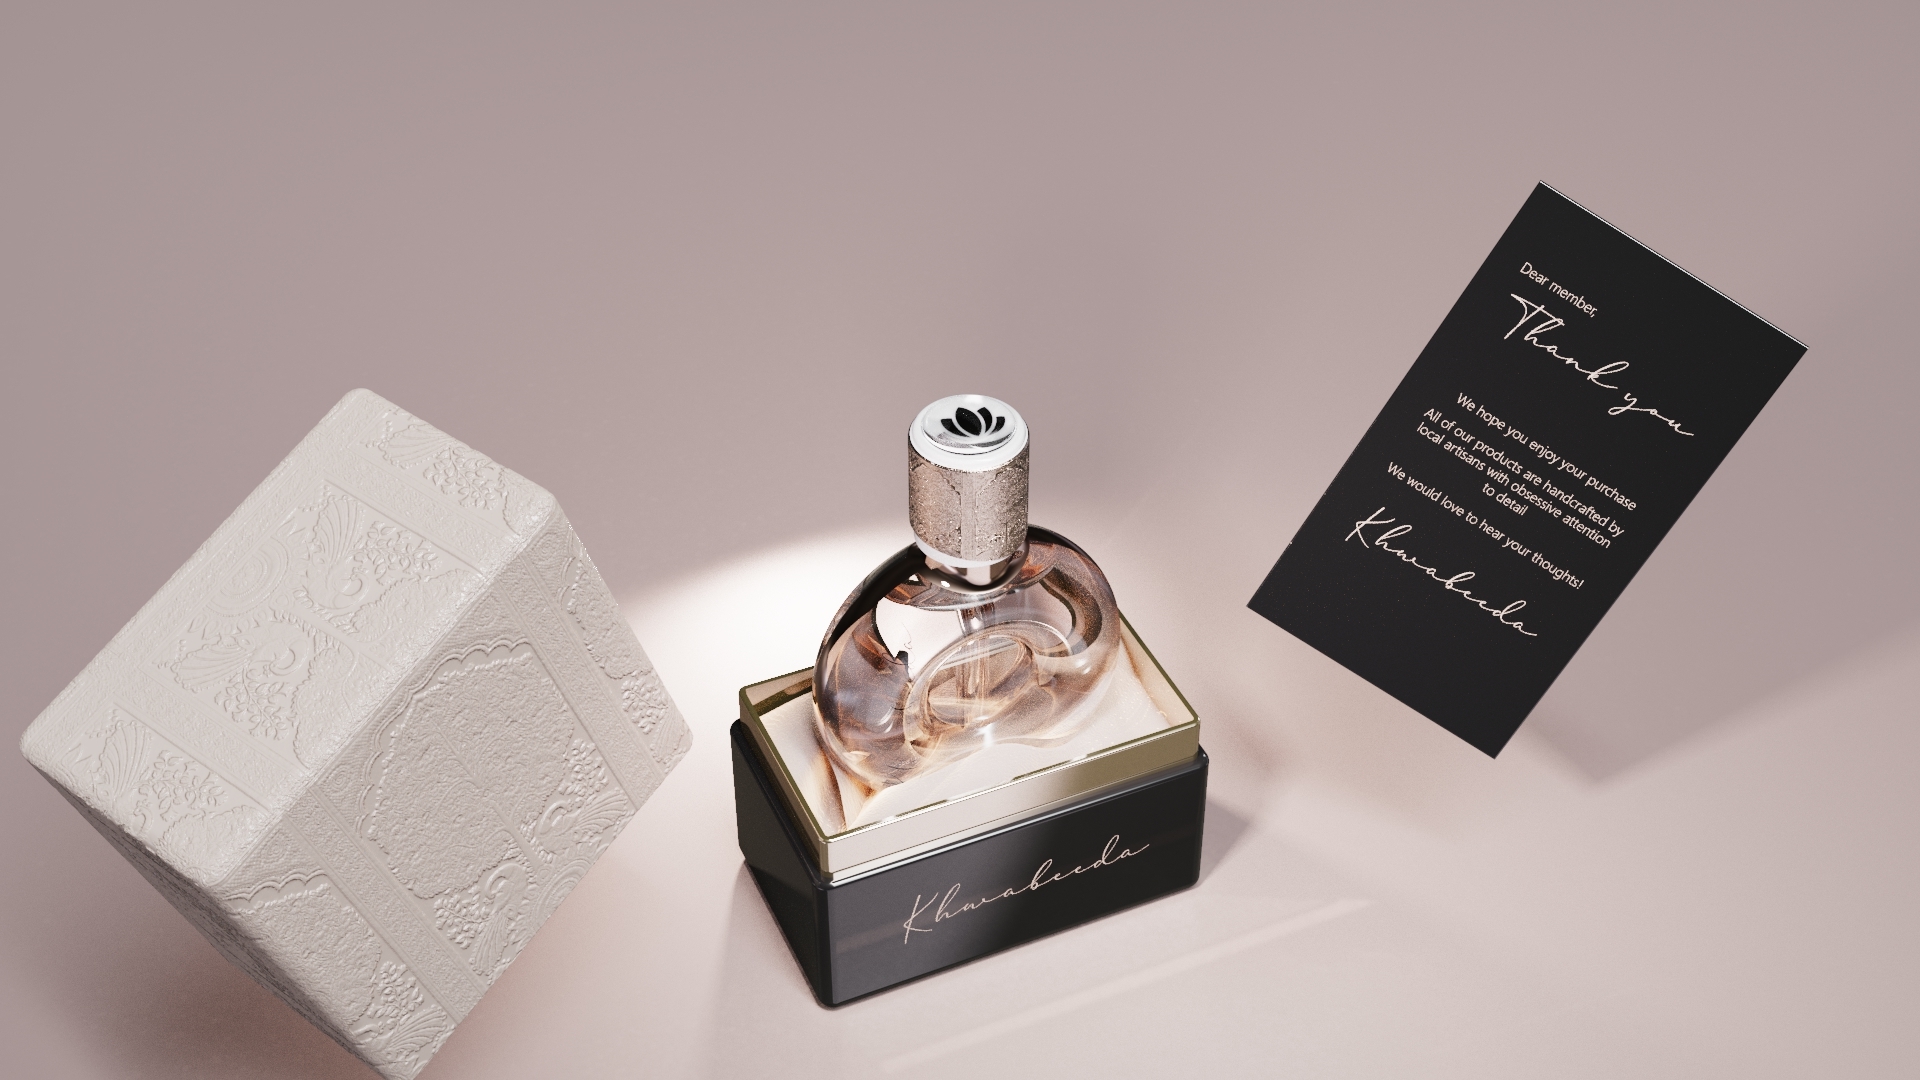 Dear member,
Thank you
We hope you enjoy your purchase
All of our products are handcrafted by
local artisans with obsessive attention
to detail
We would love to hear your thoughts!
Khwabeeda
Khwabeeda